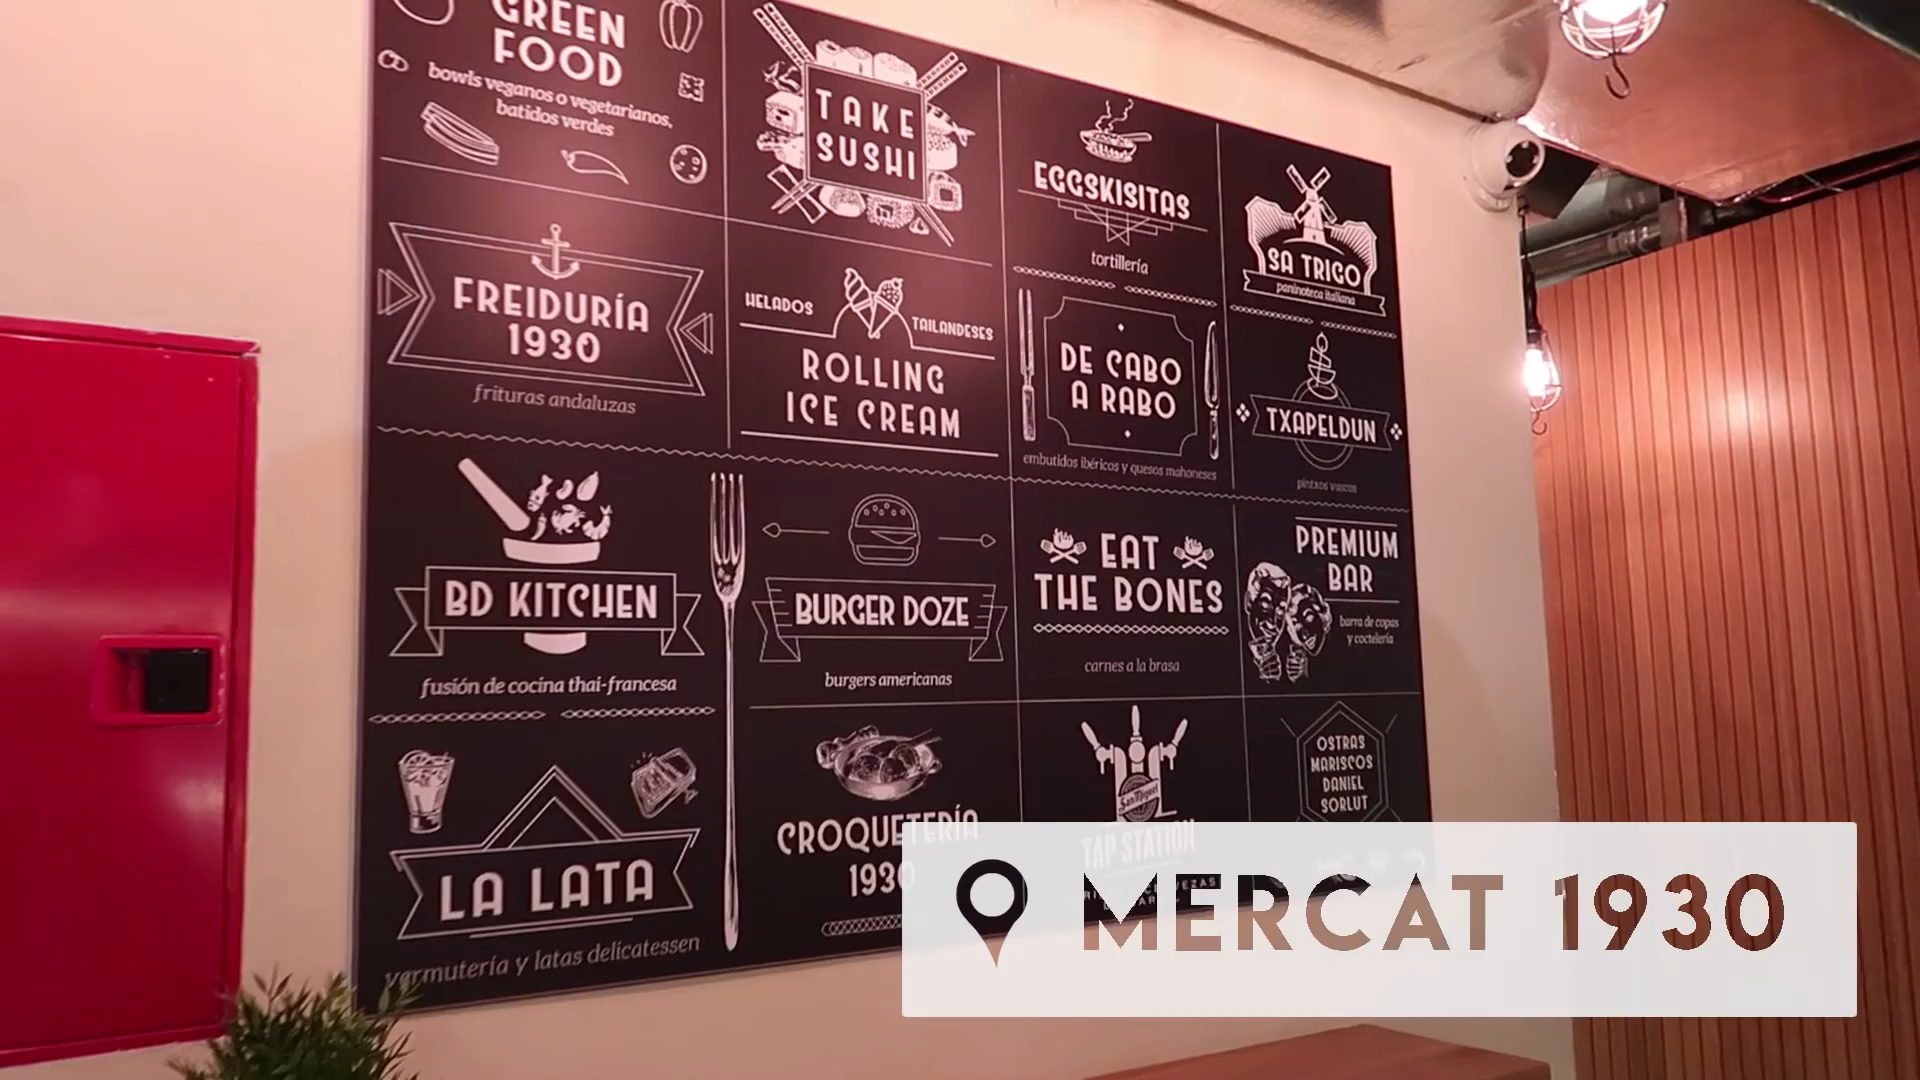 GREEN
FOOD
bowls veganos o vegetarianos,
batidos verdes
TAKE
SUSHI
EGGSKISITAS
tortillería
SA TRIGO
paninoteca italiana
FREIDURÍA
1930
frituras andaluzas
HELADOS
TAILANDESES
ROLLING
ICE CREAM
DE CABO
A RABO
embutidos ibéricos y quesos mahoneses
TXAPELDUN
pintxos vascos
BD KITCHEN
fusión de cocina thai-francesa
BURGER DOZE
burgers americanas
EAT
THE BONES
carnes a la brasa
PREMIUM
BAR
barra de copas
y coctelería
LA LATA
vermutería y latas delicatessen
CROQUETERÍA
1930
San Miguel
TAP STATION
OSTRAS
MARISCOS
DANIEL
SORLUT
MERCAT 1930